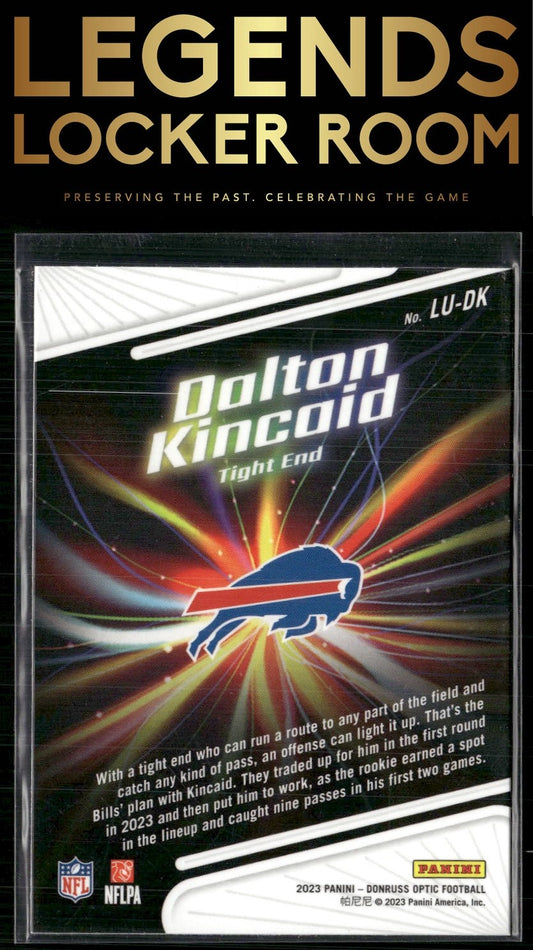 LEGENDS
LOCKER ROOM
PRESERVING THE PAST. CELEBRATING THE GAME
No. LU-DK
Dalton
Kincaid
Tight End
With a tight end who can run a route to any part of the field and
catch any kind of pass, an offense can light it up. That's the
Bills' plan with Kincaid. They traded up for him in the first round
in 2023 and then put him to work, as the rookie earned a spot
in the lineup and caught nine passes in his first two games.
NFL
NFLPA
PANINI
2023 PANINI – DONRUSS OPTIC FOOTBALL
帕尼尼 © 2023 Panini America, Inc.